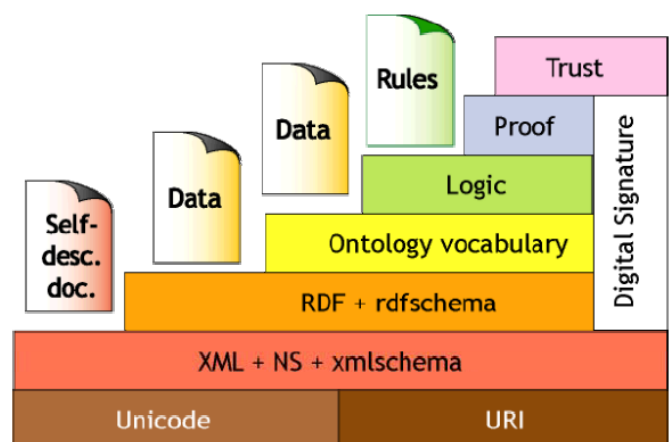 Rules
Trust
Data
Proof
Data
Logic
Self-
desc.
doc.
Ontology vocabulary
Digital Signature
RDF + rdfschema
XML + NS + xmlschema
Unicode
URI